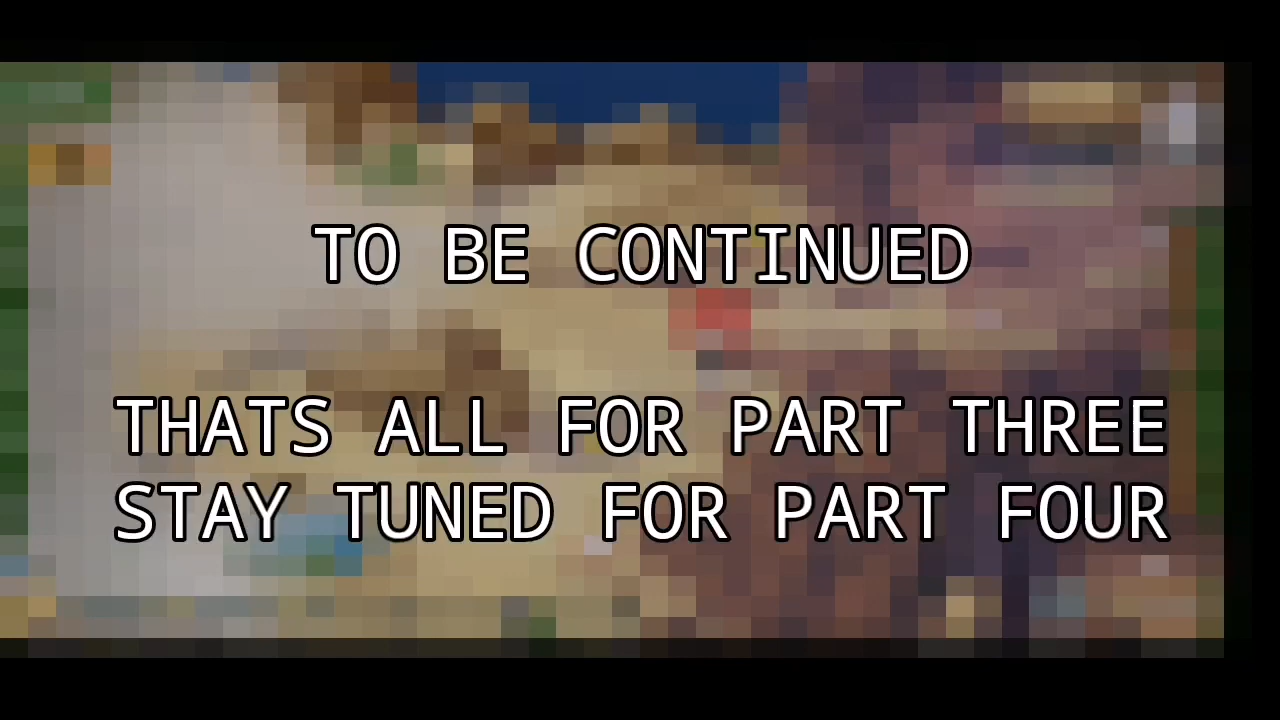 TO BE CONTINUED
THATS ALL FOR PART THREE
STAY TUNED FOR PART FOUR